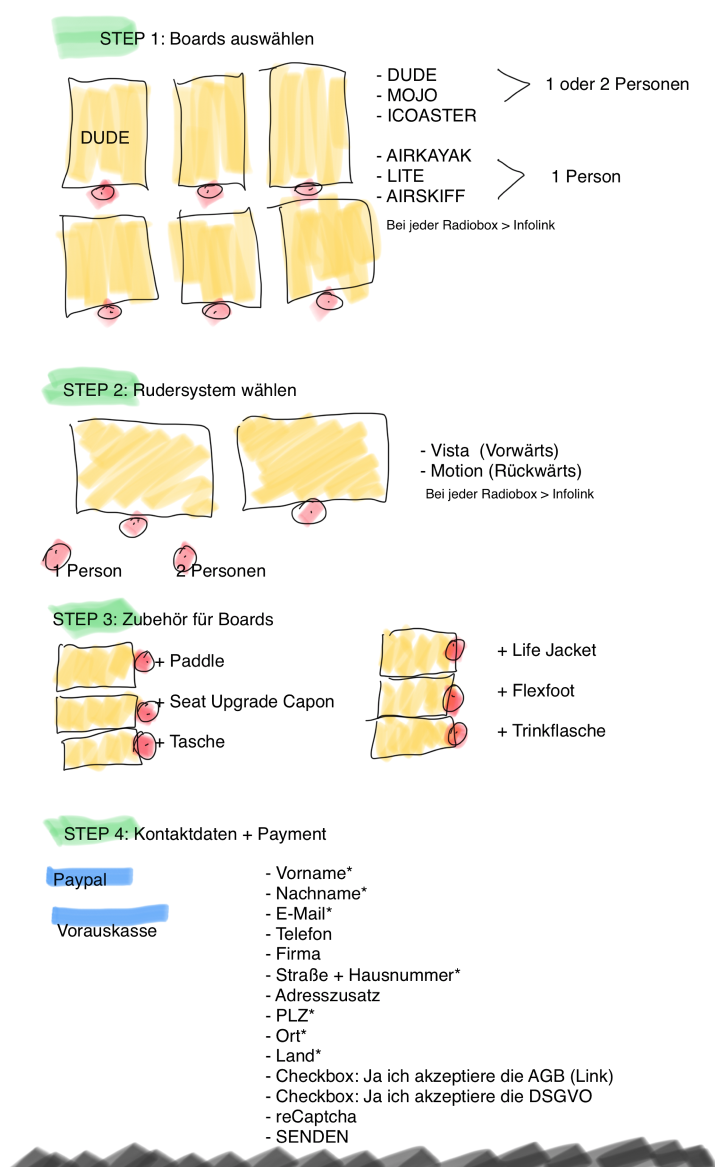 STEP 1: Boards auswählen
DUDE
- DUDE
- MOJO
- ICOASTER
1 oder 2 Personen
- AIRKAYAK
- LITE
- AIRSKIFF
1 Person
Bei jeder Radiobox > Infolink
STEP 2: Rudersystem wählen
- Vista (Vorwärts)
- Motion (Rückwärts)
Bei jeder Radiobox > Infolink
1 Person
2 Personen
STEP 3: Zubehör für Boards
+ Paddle
+ Seat Upgrade Capon
+ Tasche
+ Life Jacket
+ Flexfoot
+ Trinkflasche
STEP 4: Kontaktdaten + Payment
Paypal
Vorauskasse
- Vorname*
- Nachname*
- E-Mail*
- Telefon
- Firma
- Straße + Hausnummer*
- Adresszusatz
- PLZ*
- Ort*
- Land*
- Checkbox: Ja ich akzeptiere die AGB (Link)
- Checkbox: Ja ich akzeptiere die DSGVO
- reCaptcha
- SENDEN